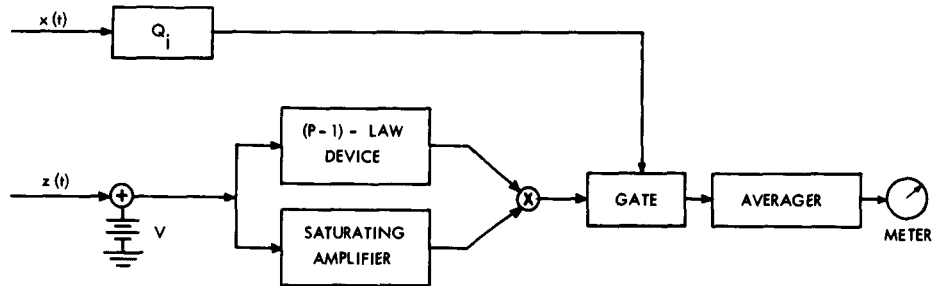 x (t)
Q i
(P - 1) - LAW
DEVICE
z (t)
+
V
X
GATE
AVERAGER
METER
SATURATING
AMPLIFIER